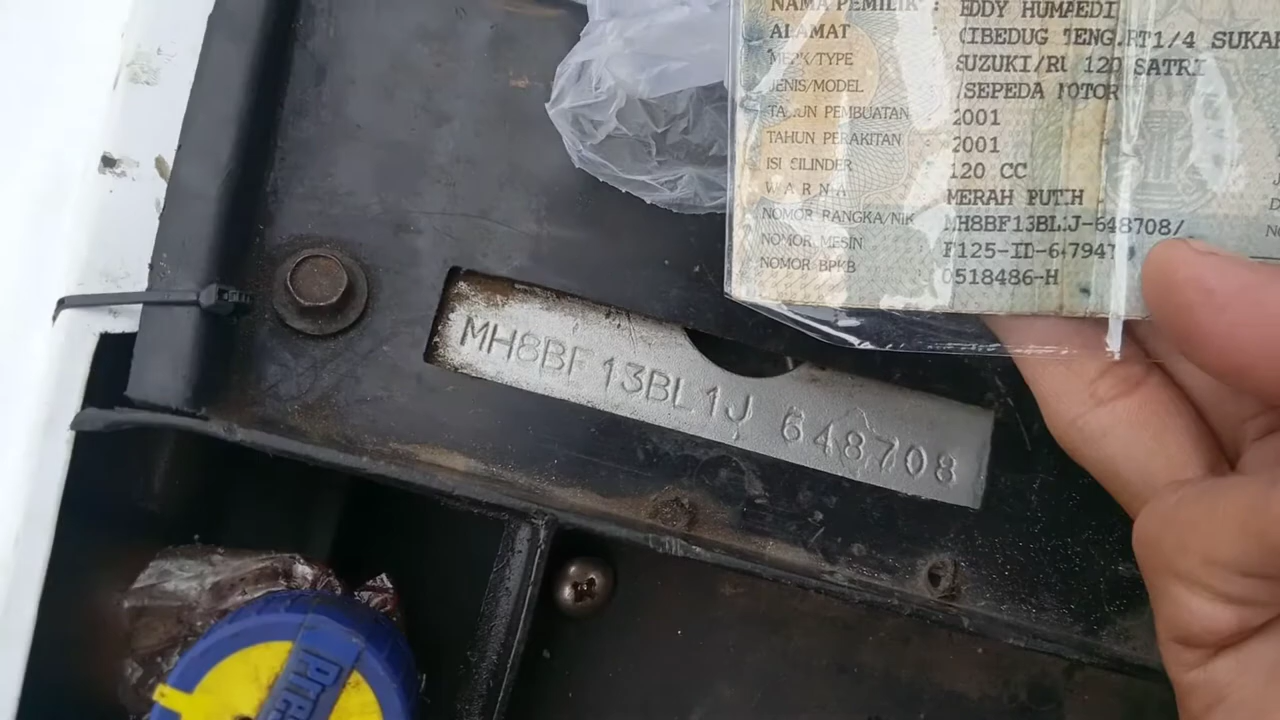 NAMA PEMILIK : EDDY HUMAEDI
ALAMAT : CIBEDUG TENG.RT1/4 SUKAR
MERK/TYPE SUZUKI/RU 120 SATRI
JENIS/MODEL /SEPEDA MOTOR
TAHUN PEMBUATAN 2001
TAHUN PERAKITAN : 2001
ISI SILINDER : 120 CC
WARNA MERAH PUTIH
NOMOR RANGKA/NIK MH8BF13BL1J-648708/
NOMOR MESIN F125-ID-6794
NOMOR BPKB 0518486-H
MH8BF13BL1J 648708